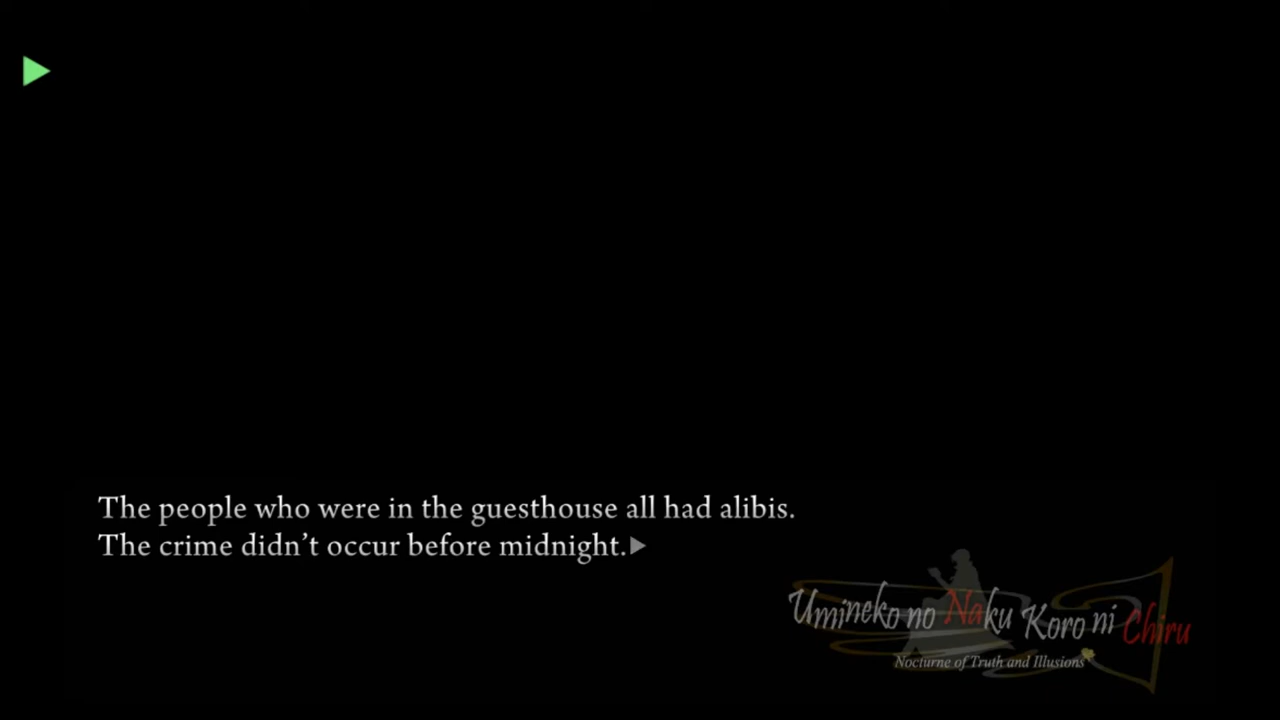 The people who were in the guesthouse all had alibis.
The crime didn't occur before midnight.
Umineko no Naku Koro ni Chiru
Nocturne of Truth and Illusions